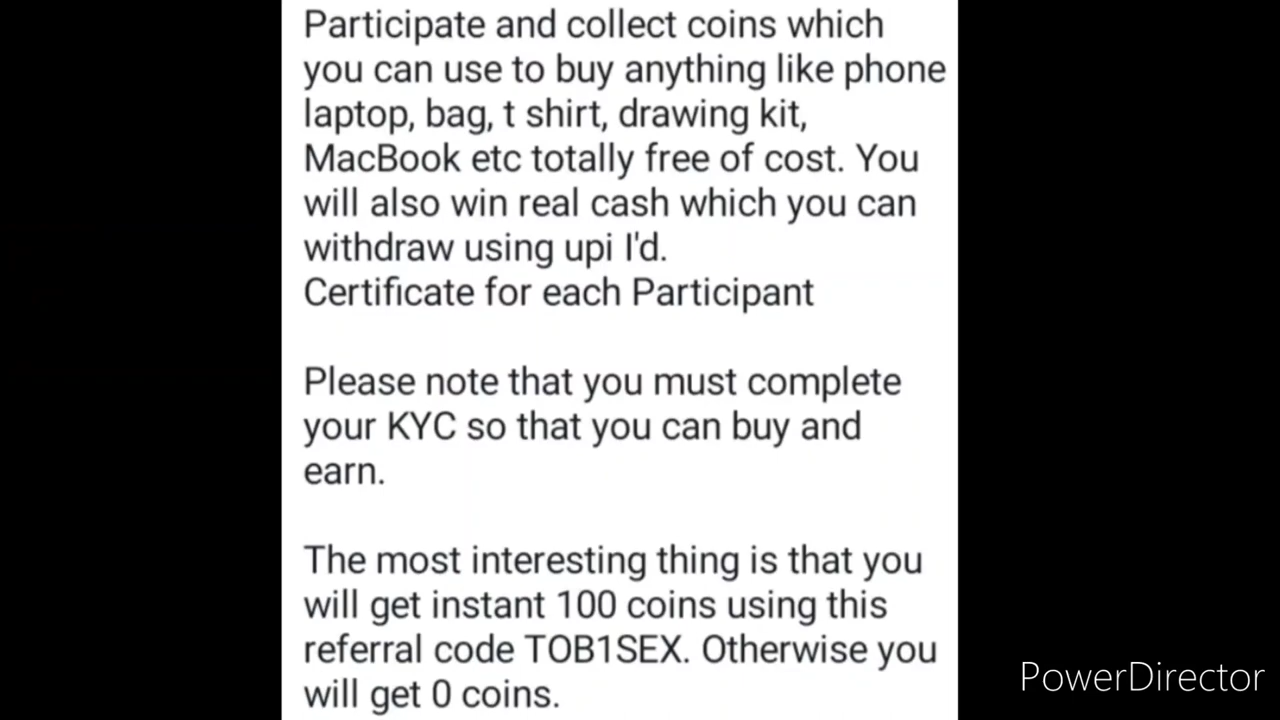 Participate and collect coins which
you can use to buy anything like phone
laptop, bag, t shirt, drawing kit,
MacBook etc totally free of cost. You
will also win real cash which you can
withdraw using upi I'd.
Certificate for each Participant
Please note that you must complete
your KYC so that you can buy and
earn.
The most interesting thing is that you
will get instant 100 coins using this
referral code TOB1SEX. Otherwise you
will get 0 coins.
PowerDirector